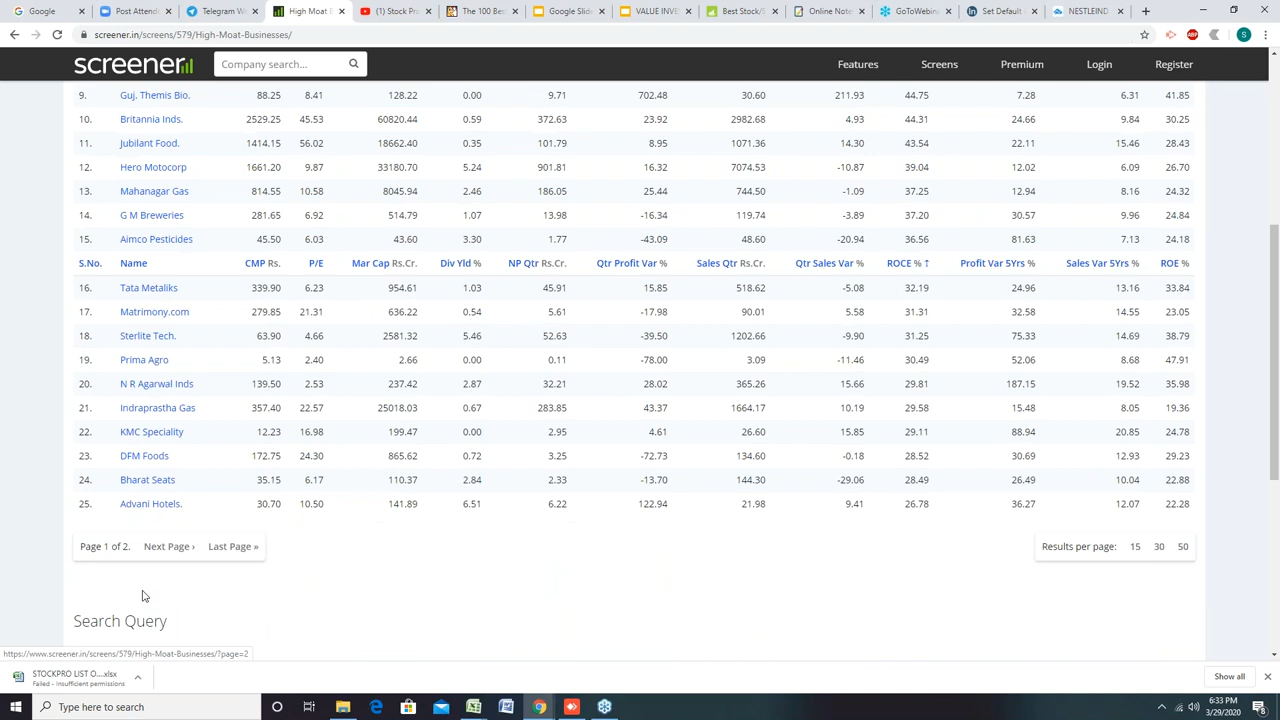 Google
Post Attend
Telegram We
High Moat B
(1) Stock Pro
The 100 Bes
Google Slide
VALUE INVE
Best Stock/S
Online Note
GoToWebina
Set Default
NESTLEIND
screener.in/screens/579/High-Moat-Businesses/
S
screener
Company search...
Features Screens Premium Login Register
9. Guj. Themis Bio. 88.25 8.41 128.22 0.00 9.71 702.48 30.60 211.93 44.75 7.28 6.31 41.85
10. Britannia Inds. 2529.25 45.53 60820.44 0.59 372.63 23.92 2982.68 4.93 44.31 24.66 9.84 30.25
11. Jubilant Food. 1414.15 56.02 18662.40 0.35 101.79 8.95 1071.36 14.30 43.54 22.11 15.46 28.43
12. Hero Motocorp 1661.20 9.87 33180.70 5.24 901.81 16.32 7074.53 -10.87 39.04 12.02 6.09 26.70
13. Mahanagar Gas 814.55 10.58 8045.94 2.46 186.05 25.44 744.50 -1.09 37.25 12.94 8.16 24.32
14. G M Breweries 281.65 6.92 514.79 1.07 13.98 -16.34 119.74 -3.89 37.20 30.57 9.96 24.84
15. Aimco Pesticides 45.50 6.03 43.60 3.30 1.77 -43.09 48.60 -20.94 36.56 81.63 7.13 24.18
S.No. Name CMP Rs. P/E Mar Cap Rs.Cr. Div Yld % NP Qtr Rs.Cr. Qtr Profit Var % Sales Qtr Rs.Cr. Qtr Sales Var % ROCE % ↑ Profit Var 5Yrs % Sales Var 5Yrs % ROE %
16. Tata Metaliks 339.90 6.23 954.61 1.03 45.91 15.85 518.62 -5.08 32.19 24.96 13.16 33.84
17. Matrimony.com 279.85 21.31 636.22 0.54 5.61 -17.98 90.01 5.58 31.31 32.58 14.55 23.05
18. Sterlite Tech. 63.90 4.66 2581.32 5.46 52.63 -39.50 1202.66 -9.90 31.25 75.33 14.69 38.79
19. Prima Agro 5.13 2.40 2.66 0.00 0.11 -78.00 3.09 -11.46 30.49 52.06 8.68 47.91
20. N R Agarwal Inds 139.50 2.53 237.42 2.87 32.21 28.02 365.26 15.66 29.81 187.15 19.52 35.98
21. Indraprastha Gas 357.40 22.57 25018.03 0.67 283.85 43.37 1664.17 10.19 29.58 15.48 8.05 19.36
22. KMC Speciality 12.23 16.98 199.47 0.00 2.95 4.61 26.60 15.85 29.11 88.94 20.85 24.78
23. DFM Foods 172.75 24.30 865.62 0.72 3.25 -72.73 134.60 -0.18 28.52 30.69 12.93 29.23
24. Bharat Seats 35.15 6.17 110.37 2.84 2.33 -13.70 144.30 -29.06 28.49 26.49 10.04 22.88
25. Advani Hotels. 30.70 10.50 141.89 6.51 6.22 122.94 21.98 9.41 26.78 36.27 12.07 22.28
Page 1 of 2. Next Page › Last Page » Results per page: 15 30 50
Search Query
https://www.screener.in/screens/579/High-Moat-Businesses/?page=2
STOCKPRO LIST O....xlsx
Failed - Insufficient permissions
Show all
Type here to search
6:33 PM
3/29/2020
8